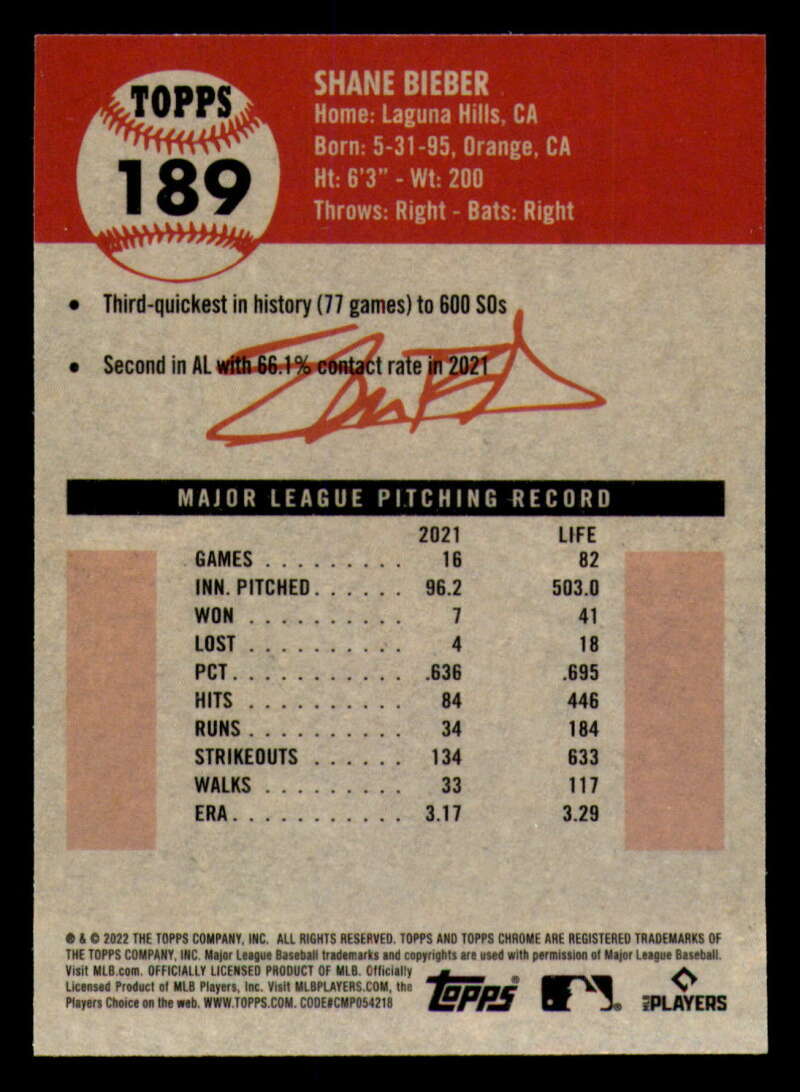 TOPPS
189
SHANE BIEBER
Home: Laguna Hills, CA
Born: 5-31-95, Orange, CA
Ht: 6'3" - Wt: 200
Throws: Right - Bats: Right
• Third-quickest in history (77 games) to 600 SOs
• Second in AL with 66.1% contact rate in 2021
MAJOR LEAGUE PITCHING RECORD
2021 LIFE
GAMES . . . . . . . . . 16 82
INN. PITCHED. . . . . . 96.2 503.0
WON . . . . . . . . . . 7 41
LOST . . . . . . . . . . 4 18
PCT. . . . . . . . . . . .636 .695
HITS . . . . . . . . . . 84 446
RUNS . . . . . . . . . . 34 184
STRIKEOUTS . . . . . . 134 633
WALKS . . . . . . . . . 33 117
ERA. . . . . . . . . . . 3.17 3.29
® & © 2022 THE TOPPS COMPANY, INC. ALL RIGHTS RESERVED. TOPPS AND TOPPS CHROME ARE REGISTERED TRADEMARKS OF
THE TOPPS COMPANY, INC. Major League Baseball trademarks and copyrights are used with permission of Major League Baseball.
Visit MLB.com. OFFICIALLY LICENSED PRODUCT OF MLB. Officially
Licensed Product of MLB Players, Inc. Visit MLBPLAYERS.COM, the
Players Choice on the web. WWW.TOPPS.COM. CODE#CMP054218
Topps®
MLB PLAYERS